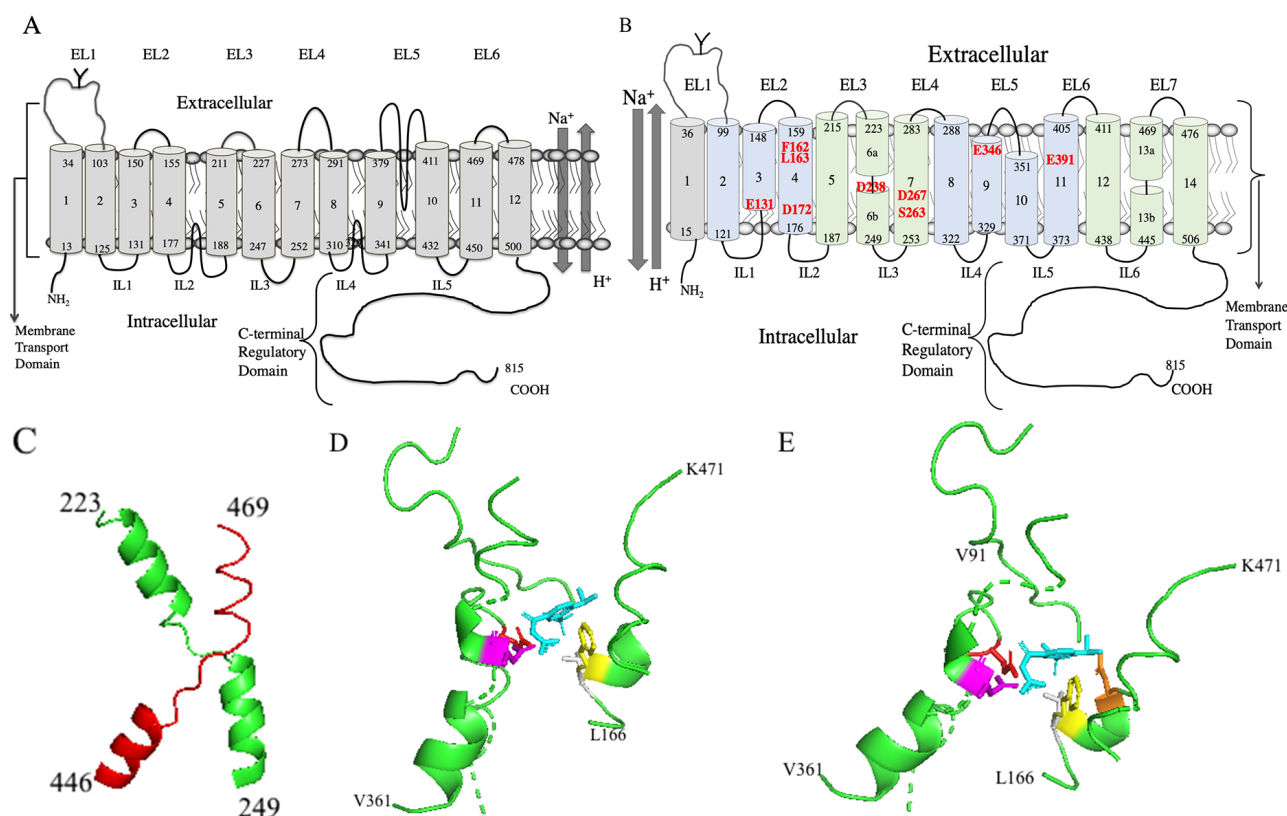 A
EL1 EL2 EL3 EL4 EL5 EL6
Extracellular
Na+
34 103 150 155 211 227 273 291 379 411 469 478
1 2 3 4 5 6 7 8 9 10 11 12
13 125 131 177 188 247 252 310 341 432 450 500
H+
NH2
IL1 IL2 IL3 IL4 IL5
Intracellular
Membrane
Transport
Domain
C-terminal
Regulatory
Domain
815
COOH
B
Extracellular
EL1 EL2 EL3 EL4 EL5 EL6 EL7
Na+
36 99 148 159 215 223 283 288 351 405 411 469 476
F162
L163
E346
E391
6a
13a
1 2 3 4 5 7 8 9 10 11 12 14
D238
E131
D172
D267
S263
6b
13b
15 121 176 187 249 253 322 329 371 373 438 445 506
H+
NH2
IL1 IL2 IL3 IL4 IL5 IL6
Intracellular
C-terminal
Regulatory
Domain
815
COOH
Membrane
Transport
Domain
C
223
469
446
249
D
K471
L166
V361
E
V91
K471
V361
L166